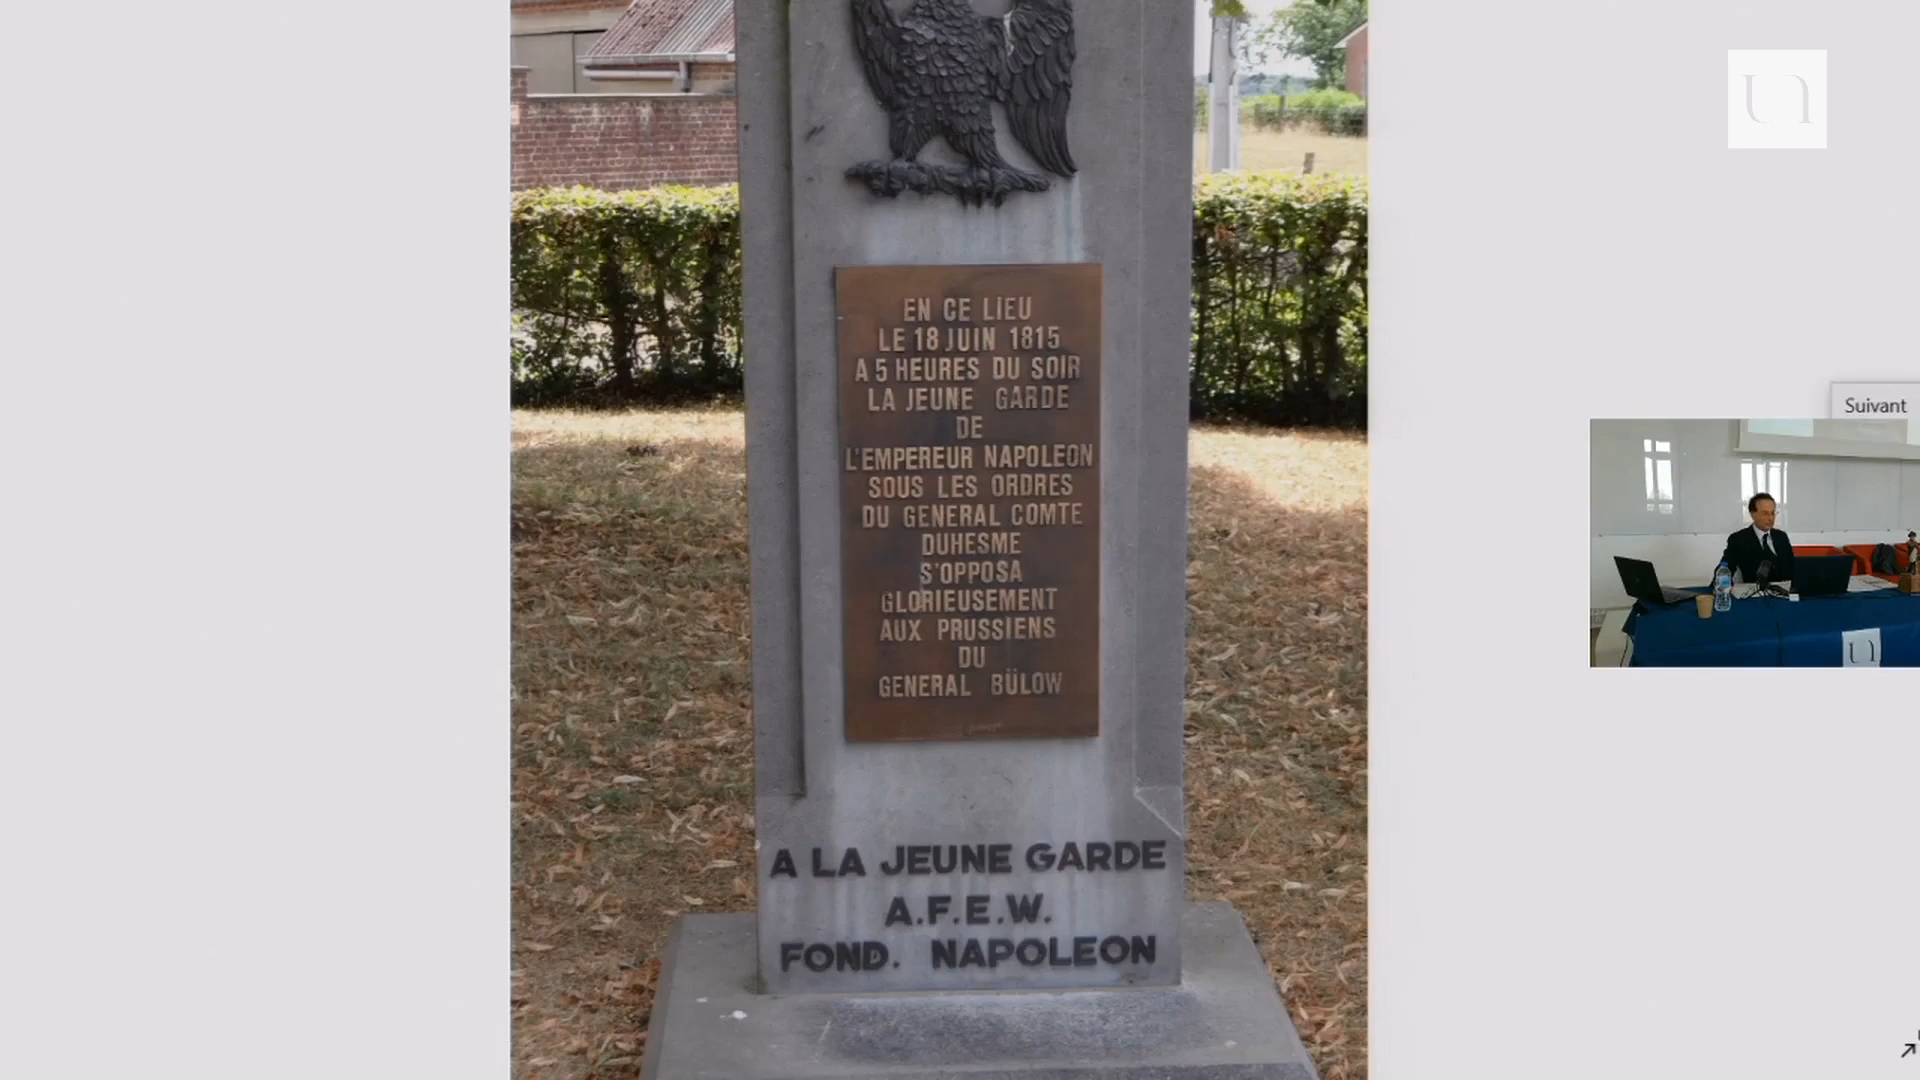 EN CE LIEU
LE 18 JUIN 1815
A 5 HEURES DU SOIR
LA JEUNE GARDE
DE
L'EMPEREUR NAPOLEON
SOUS LES ORDRES
DU GENERAL COMTE
DUHESME
S'OPPOSA
GLORIEUSEMENT
AUX PRUSSIENS
DU
GENERAL BÜLOW
A LA JEUNE GARDE
A.F.E.W.
FOND. NAPOLEON
Suivant